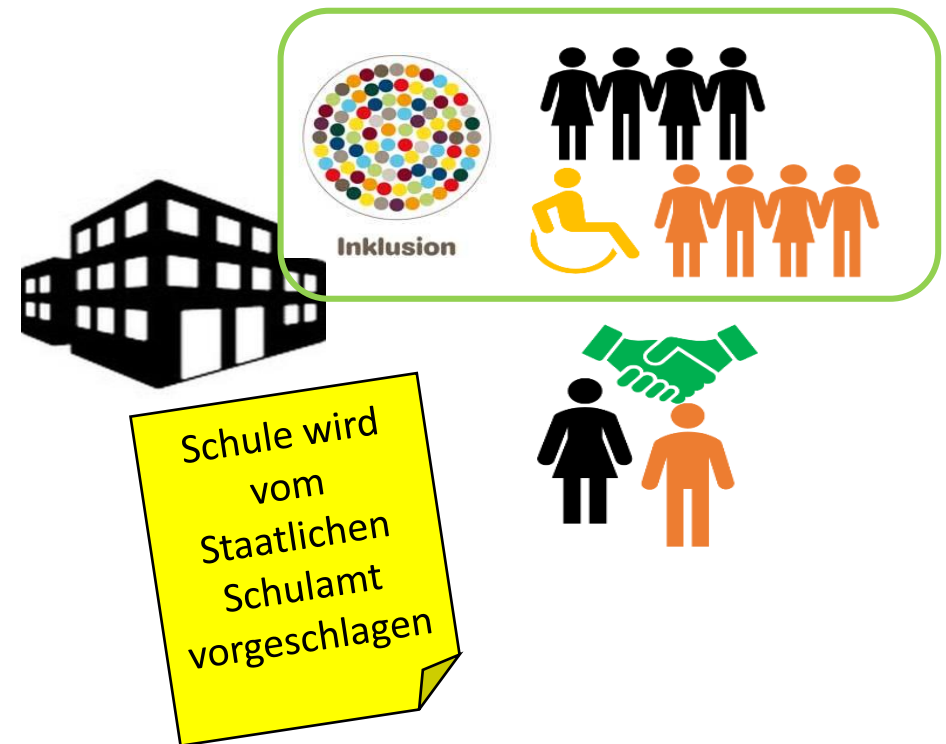 Inklusion
Schule wird
vom
Staatlichen
Schulamt
vorgeschlagen